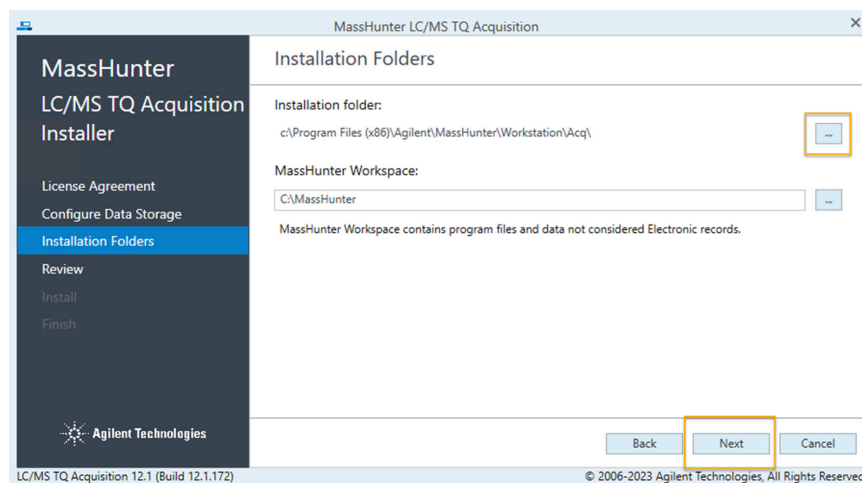 MassHunter LC/MS TQ Acquisition
MassHunter
LC/MS TQ Acquisition
Installer
License Agreement
Configure Data Storage
Installation Folders
Review
Install
Finish
Agilent Technologies
Installation Folders
Installation folder:
c:\Program Files (x86)\Agilent\MassHunter\Workstation\Acq\
...
MassHunter Workspace:
C:\MassHunter
...
MassHunter Workspace contains program files and data not considered Electronic records.
Back
Next
Cancel
LC/MS TQ Acquisition 12.1 (Build 12.1.172)
© 2006-2023 Agilent Technologies, All Rights Reserved